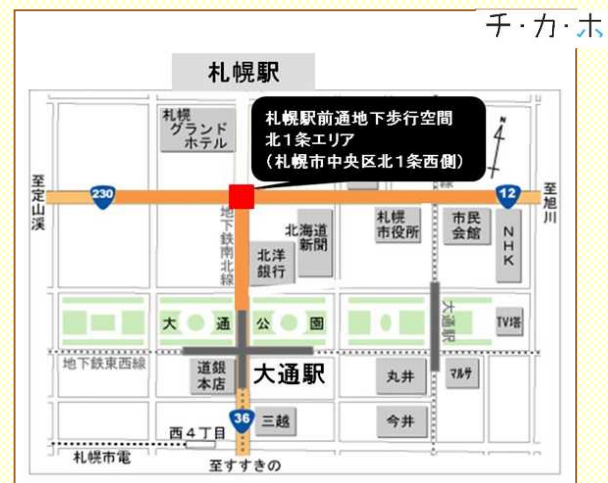 チ・カ・ホ
札幌駅
札幌
グランド
ホテル
札幌駅前通地下歩行空間
北1条エリア
(札幌市中央区北1条西側)
4
至定山渓
230
12
至旭川
地下鉄南北線
北海道
新聞
北洋
銀行
札幌
市役所
市民
会館
NHK
大通公園
大通駅
TV塔
地下鉄東西線
道銀
本店
大通駅
丸井
マルサ
36
三越
今井
西4丁目
札幌市電
至すすきの